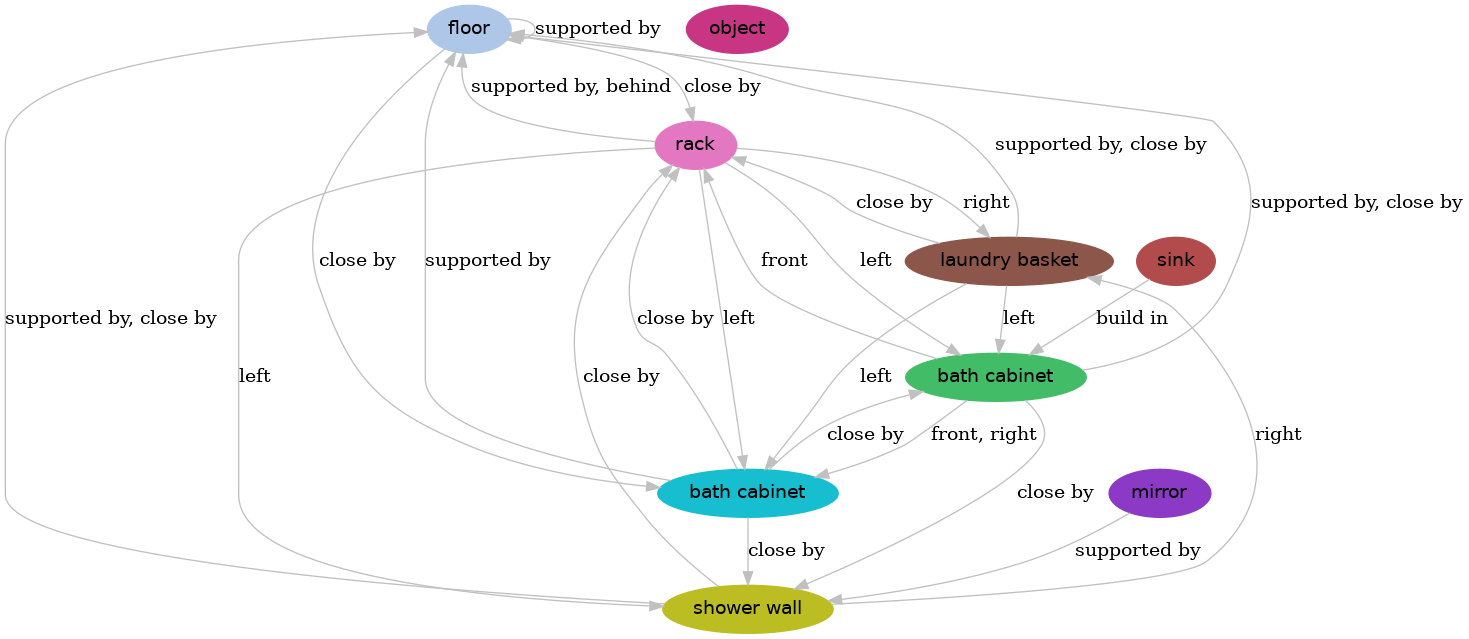 floor
object
supported by
supported by, behind
close by
rack
supported by, close by
close by
right
supported by, close by
close by
supported by
front
left
laundry basket
sink
supported by, close by
close by
left
left
build in
left
close by
left
bath cabinet
close by
front, right
right
bath cabinet
close by
mirror
close by
supported by
shower wall